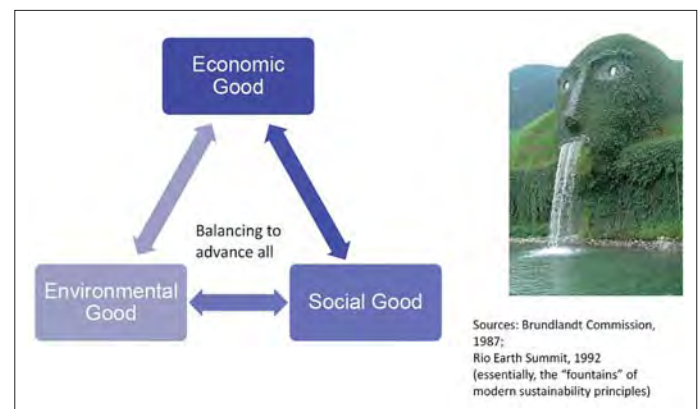 Economic
Good
Balancing to
advance all
Environmental
Good
Social Good
Sources: Brundlandt Commission,
1987;
Rio Earth Summit, 1992
(essentially, the "fountains" of
modern sustainability principles)